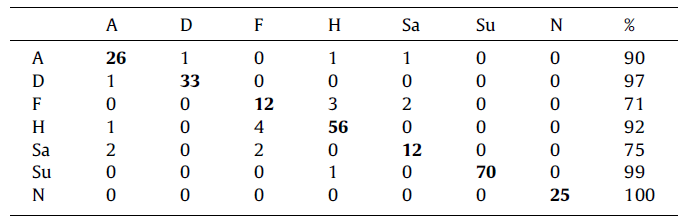 A D F H Sa Su N %
A 26 1 0 1 1 0 0 90
D 1 33 0 0 0 0 0 97
F 0 0 12 3 2 0 0 71
H 1 0 4 56 0 0 0 92
Sa 2 0 2 0 12 0 0 75
Su 0 0 0 1 0 70 0 99
N 0 0 0 0 0 0 25 100